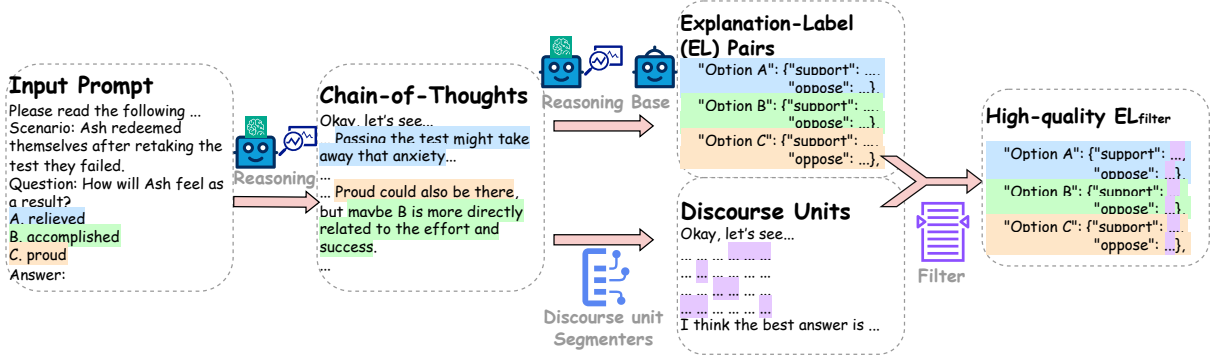 Input Prompt
Please read the following ...
Scenario: Ash redeemed
themselves after retaking the
test they failed.
Question: How will Ash feel as
a result?
A. relieved
B. accomplished
C. proud
Answer:
Reasoning
Chain-of-Thoughts
Okay, let's see...
... Passing the test might take
away that anxiety...
...
... Proud could also be there,
but maybe B is more directly
related to the effort and
success.
...
Reasoning Base
Discourse unit
Segmenters
Explanation-Label
(EL) Pairs
"Option A": {"support": ...,
"oppose": ...},
"Option B": {"support": ...,
"oppose": ...},
"Option C": {"support": ...,
"oppose": ...},
Discourse Units
Okay, let's see...
... ... ... ... ...
... ... ... ... ...
... ... ... ... ...
... ... ... ... ...
I think the best answer is ...
Filter
High-quality ELfilter
"Option A": {"support": ...,
"oppose": ...},
"Option B": {"support": ...,
"oppose": ...},
"Option C": {"support": ...,
"oppose": ...},